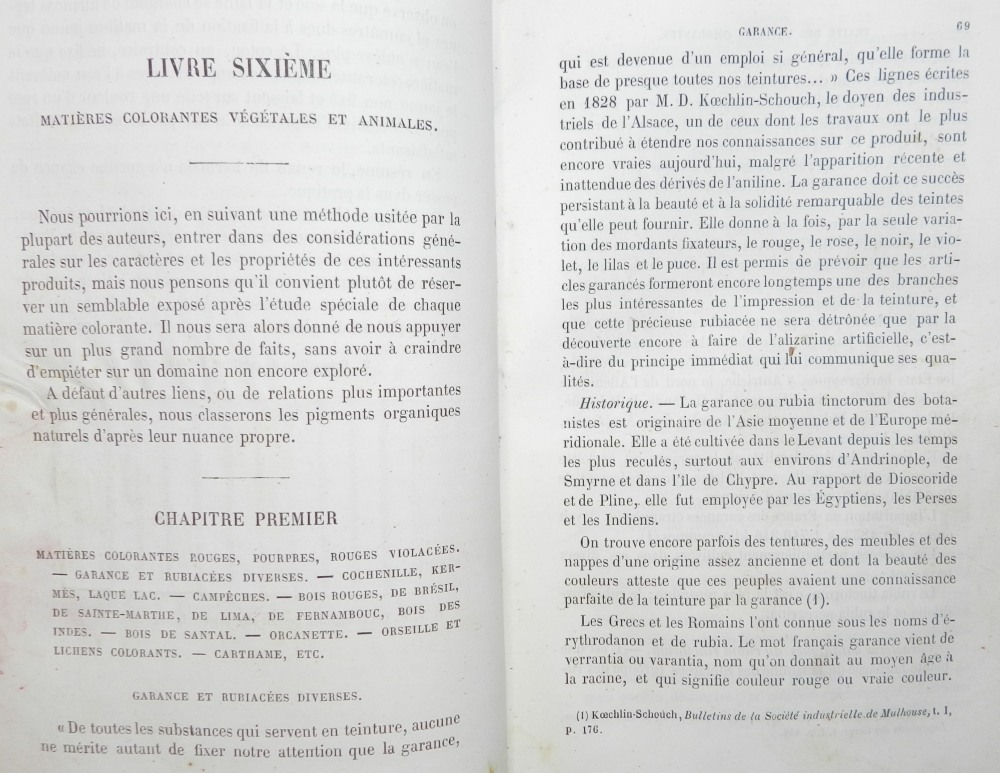 LIVRE SIXIÈME
MATIÈRES COLORANTES VÉGÉTALES ET ANIMALES.
Nous pourrions ici, en suivant une méthode usitée par la
plupart des auteurs, entrer dans des considérations géné-
rales sur les caractères et les propriétés de ces intéressants
produits, mais nous pensons qu'il convient plutôt de réser-
ver un semblable exposé après l'étude spéciale de chaque
matière colorante. Il nous sera alors donné de nous appuyer
sur un plus grand nombre de faits, sans avoir à craindre
d'empiéter sur un domaine non encore exploré.
A défaut d'autres liens, ou de relations plus importantes
et plus générales, nous classerons les pigments organiques
naturels d'après leur nuance propre.
CHAPITRE PREMIER
MATIÈRES COLORANTES ROUGES, POURPRES, ROUGES VIOLACÉES.
— GARANCE ET RUBIACÉES DIVERSES. — COCHENILLE, KER-
MÈS, LAQUE LAC. — CAMPÊCHES. — BOIS ROUGES, DE BRÉSIL,
DE SAINTE-MARTHE, DE LIMA, DE FERNAMBOUC, BOIS DES
INDES. — BOIS DE SANTAL. — ORCANETTE. — ORSEILLE ET
LICHENS COLORANTS. — CARTHAME, ETC.
GARANCE ET RUBIACÉES DIVERSES.
« De toutes les substances qui servent en teinture, aucune
ne mérite autant de fixer notre attention que la garance,
GARANCE. 69
qui est devenue d'un emploi si général, qu'elle forme la
base de presque toutes nos teintures... » Ces lignes écrites
en 1828 par M. D. Kœchlin-Schouch, le doyen des indus-
triels de l'Alsace, un de ceux dont les travaux ont le plus
contribué à étendre nos connaissances sur ce produit, sont
encore vraies aujourd'hui, malgré l'apparition récente et
inattendue des dérivés de l'aniline. La garance doit ce succès
persistant à la beauté et à la solidité remarquable des teintes
qu'elle peut fournir. Elle donne à la fois, par la seule varia-
tion des mordants fixateurs, le rouge, le rose, le noir, le vio-
let, le lilas et le puce. Il est permis de prévoir que les arti-
cles garancés formeront encore longtemps une des branches
les plus intéressantes de l'impression et de la teinture, et
que cette précieuse rubiacée ne sera détrônée que par la
découverte encore à faire de l'alizarine artificielle, c'est-
à-dire du principe immédiat qui lui communique ses qua-
lités.
Historique. — La garance ou rubia tinctorum des bota-
nistes est originaire de l'Asie moyenne et de l'Europe mé-
ridionale. Elle a été cultivée dans le Levant depuis les temps
les plus reculés, surtout aux environs d'Andrinople, de
Smyrne et dans l'île de Chypre. Au rapport de Dioscoride
et de Pline, elle fut employée par les Égyptiens, les Perses
et les Indiens.
On trouve encore parfois des tentures, des meubles et des
nappes d'une origine assez ancienne et dont la beauté des
couleurs atteste que ces peuples avaient une connaissance
parfaite de la teinture par la garance (1).
Les Grecs et les Romains l'ont connue sous les noms d'é-
rythrodanon et de rubia. Le mot français garance vient de
verrantia ou varantia, nom qu'on donnait au moyen âge à
la racine, et qui signifie couleur rouge ou vraie couleur.
(1) Kœchlin-Schouch, Bulletins de la Société industrielle de Mulhouse, t. I,
p. 176.